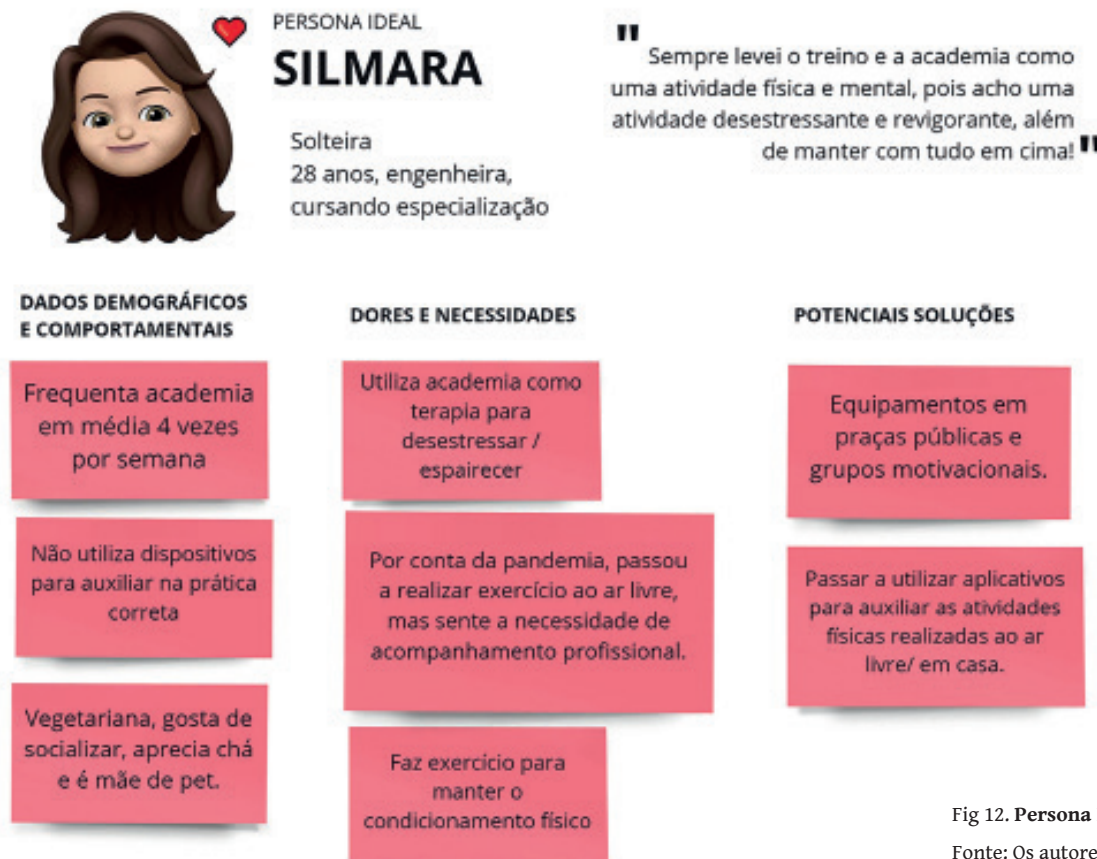 PERSONA IDEAL
SILMARA
Solteira
28 anos, engenheira,
cursando especialização
"Sempre levei o treino e a academia como
uma atividade física e mental, pois acho uma
atividade desestressante e revigorante, além
de manter com tudo em cima!"
DADOS DEMOGRÁFICOS
E COMPORTAMENTAIS
Frequenta academia
em média 4 vezes
por semana
Não utiliza dispositivos
para auxiliar na prática
correta
Vegetariana, gosta de
socializar, aprecia chá
e é mãe de pet.
DORES E NECESSIDADES
Utiliza academia como
terapia para
desestressar /
espairecer
Por conta da pandemia, passou
a realizar exercício ao ar livre,
mas sente a necessidade de
acompanhamento profissional.
Faz exercício para
manter o
condicionamento físico
POTENCIAIS SOLUÇÕES
Equipamentos em
praças públicas e
grupos motivacionais.
Passar a utilizar aplicativos
para auxiliar as atividades
físicas realizadas ao ar
livre/ em casa.
Fig 12. Persona
Fonte: Os autore